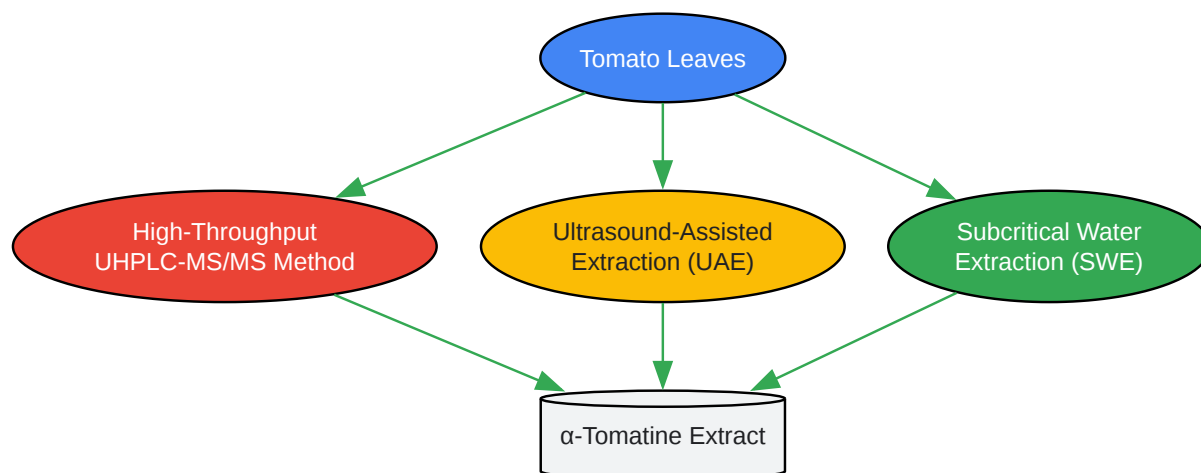 Tomato Leaves
High-Throughput
UHPLC-MS/MS Method
Ultrasound-Assisted
Extraction (UAE)
Subcritical Water
Extraction (SWE)
α-Tomatine Extract